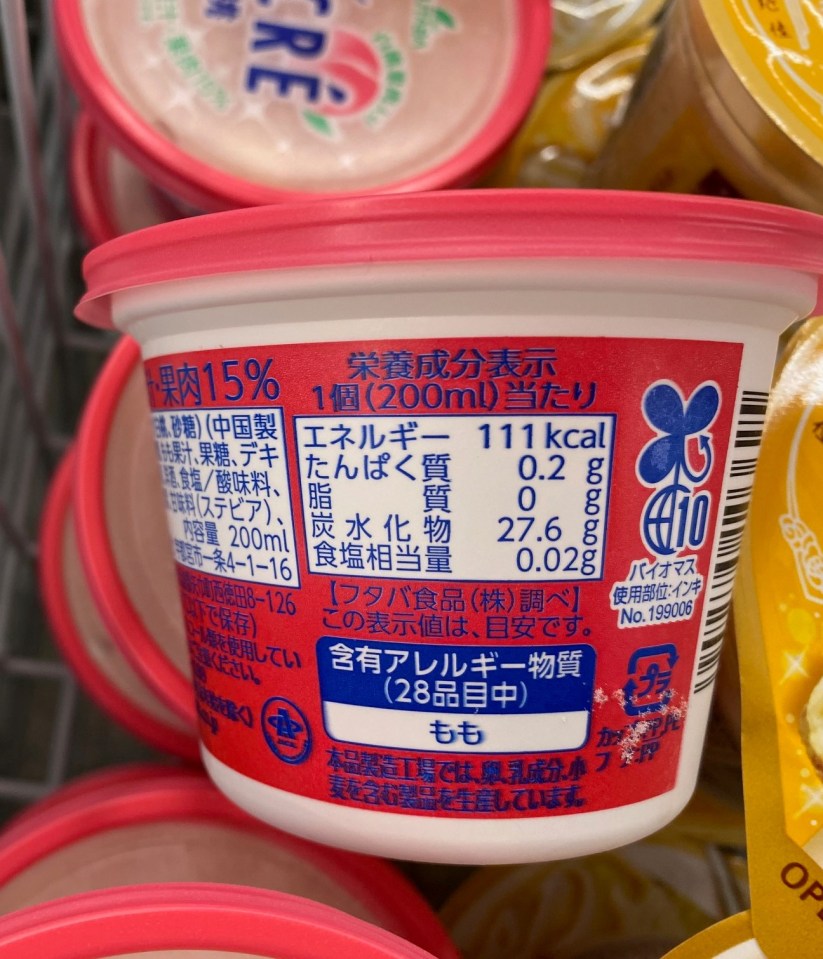 CRÉ
果肉15%
栄養成分表示
1個(200ml)当たり
砂糖)(中国製
もも果汁、果糖、デキ
食塩/酸味料、
甘味料(ステビア)、
内容量 200ml
宮市一条4-1-16
エネルギー 111kcal
たんぱく質 0.2 g
脂質 0 g
炭水化物 27.6 g
食塩相当量 0.02g
【フタバ食品(株)調べ】
この表示値は、目安です。
西徳田8-126
下で保存)
を使用してい
ください。
含有アレルギー物質
(28品目中)
もも
本品製造工場では、卵、乳成分、小
麦を含む製品を生産しています。
10
バイオマス
使用部位:インキ
No.199006
プラ
PP
OP